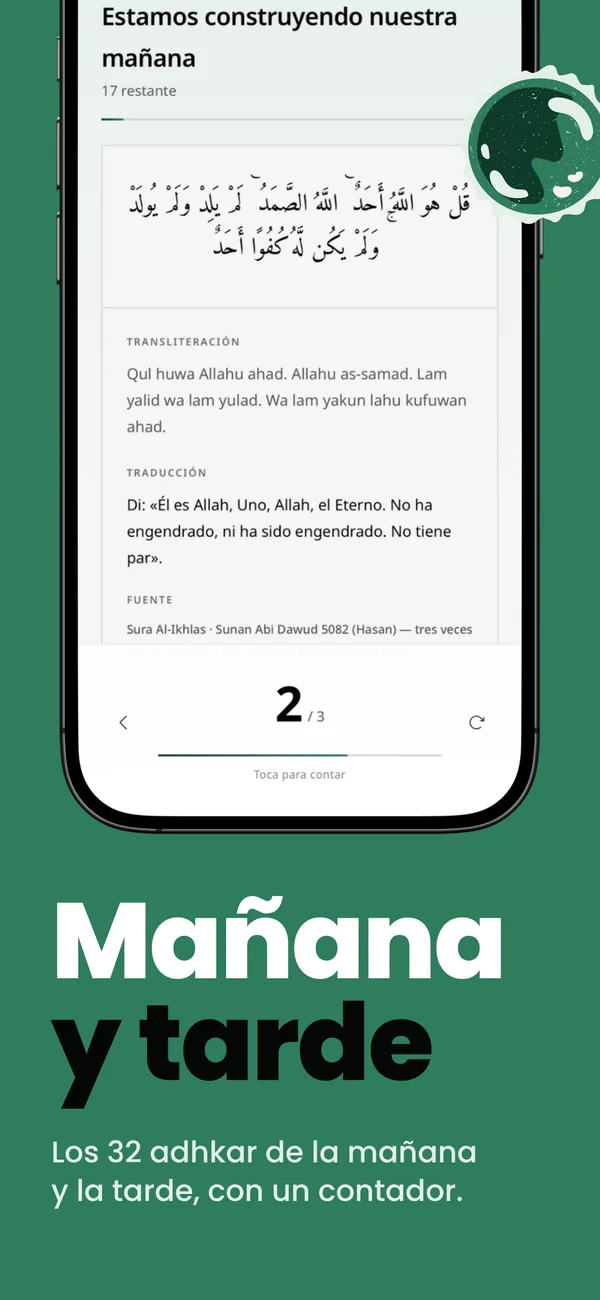 Estamos construyendo nuestra
mañana
17 restante
قُلْ هُوَ اللَّهُ أَحَدٌ ۝ اللَّهُ الصَّمَدُ ۝ لَمْ يَلِدْ وَلَمْ يُولَدْ ۝
وَلَمْ يَكُن لَّهُ كُفُوًا أَحَدٌ
TRANSLITERACIÓN
Qul huwa Allahu ahad. Allahu as-samad. Lam
yalid wa lam yulad. Wa lam yakun lahu kufuwan
ahad.
TRADUCCIÓN
Di: «Él es Allah, Uno, Allah, el Eterno. No ha
engendrado, ni ha sido engendrado. No tiene
par».
FUENTE
Sura Al-Ikhlas · Sunan Abi Dawud 5082 (Hasan) — tres veces
2 / 3
Toca para contar
Mañana
y tarde
Los 32 adhkar de la mañana
y la tarde, con un contador.